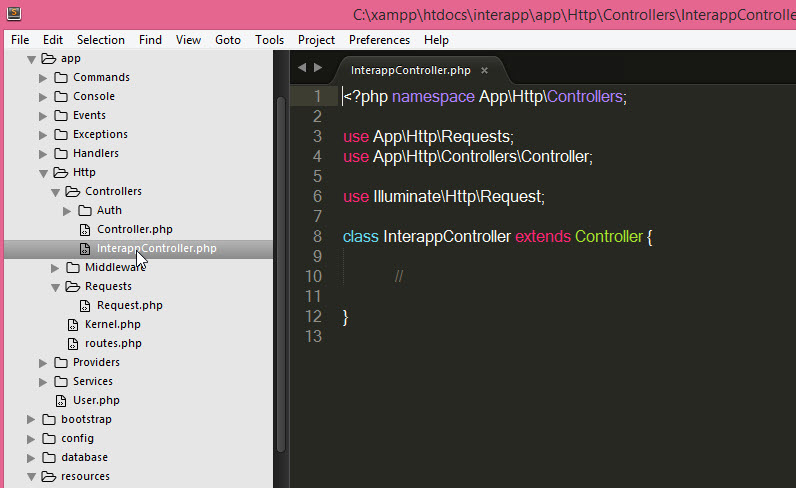 C:\xampp\htdocs\interapp\app\Http\Controllers\InterappControlle
File Edit Selection Find View Goto Tools Project Preferences Help
app
Commands
Console
Events
Exceptions
Handlers
Http
Controllers
Auth
Controller.php
InterappController.php
Middleware
Requests
Request.php
Kernel.php
routes.php
Providers
Services
User.php
bootstrap
config
database
resources
InterappController.php ×
1 <?php namespace App\Http\Controllers;
2
3 use App\Http\Requests;
4 use App\Http\Controllers\Controller;
5
6 use Illuminate\Http\Request;
7
8 class InterappController extends Controller {
9
10 //
11
12 }
13